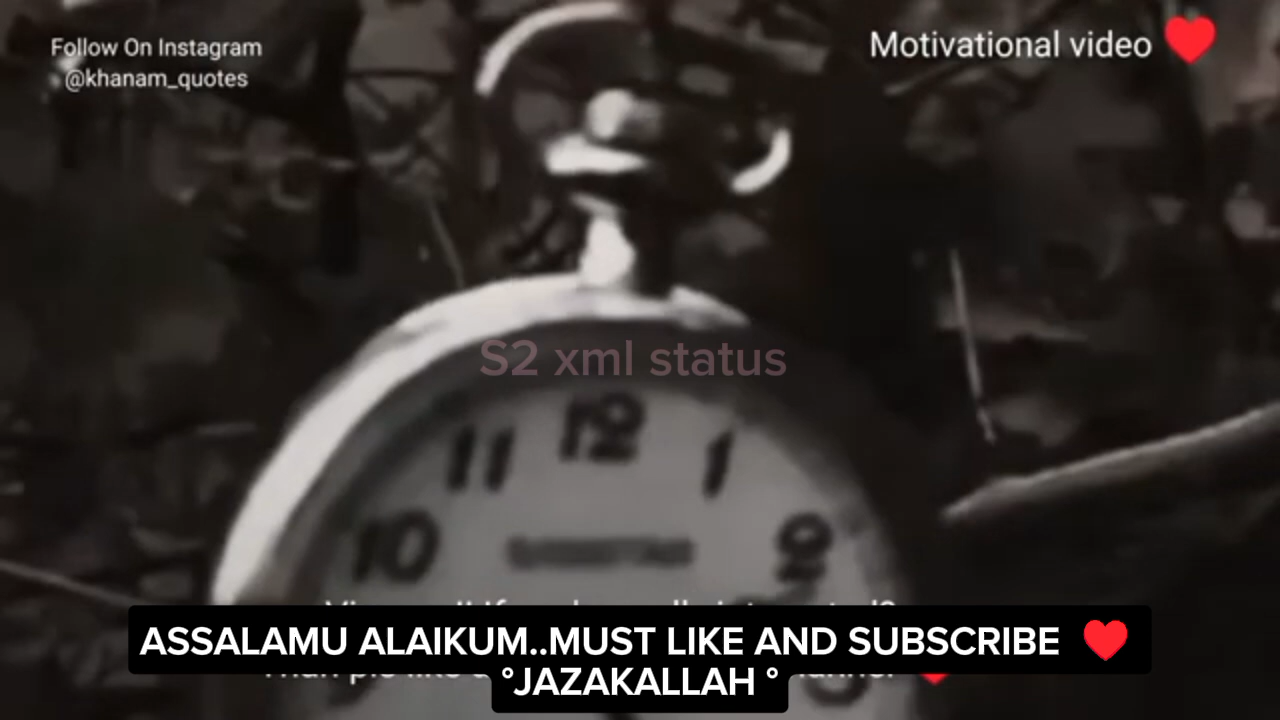 Follow On Instagram
@khanam_quotes
Motivational video ❤️
S2 xml status
11 12 1
10 2
ASSALAMU ALAIKUM..MUST LIKE AND SUBSCRIBE ❤️
°JAZAKALLAH °